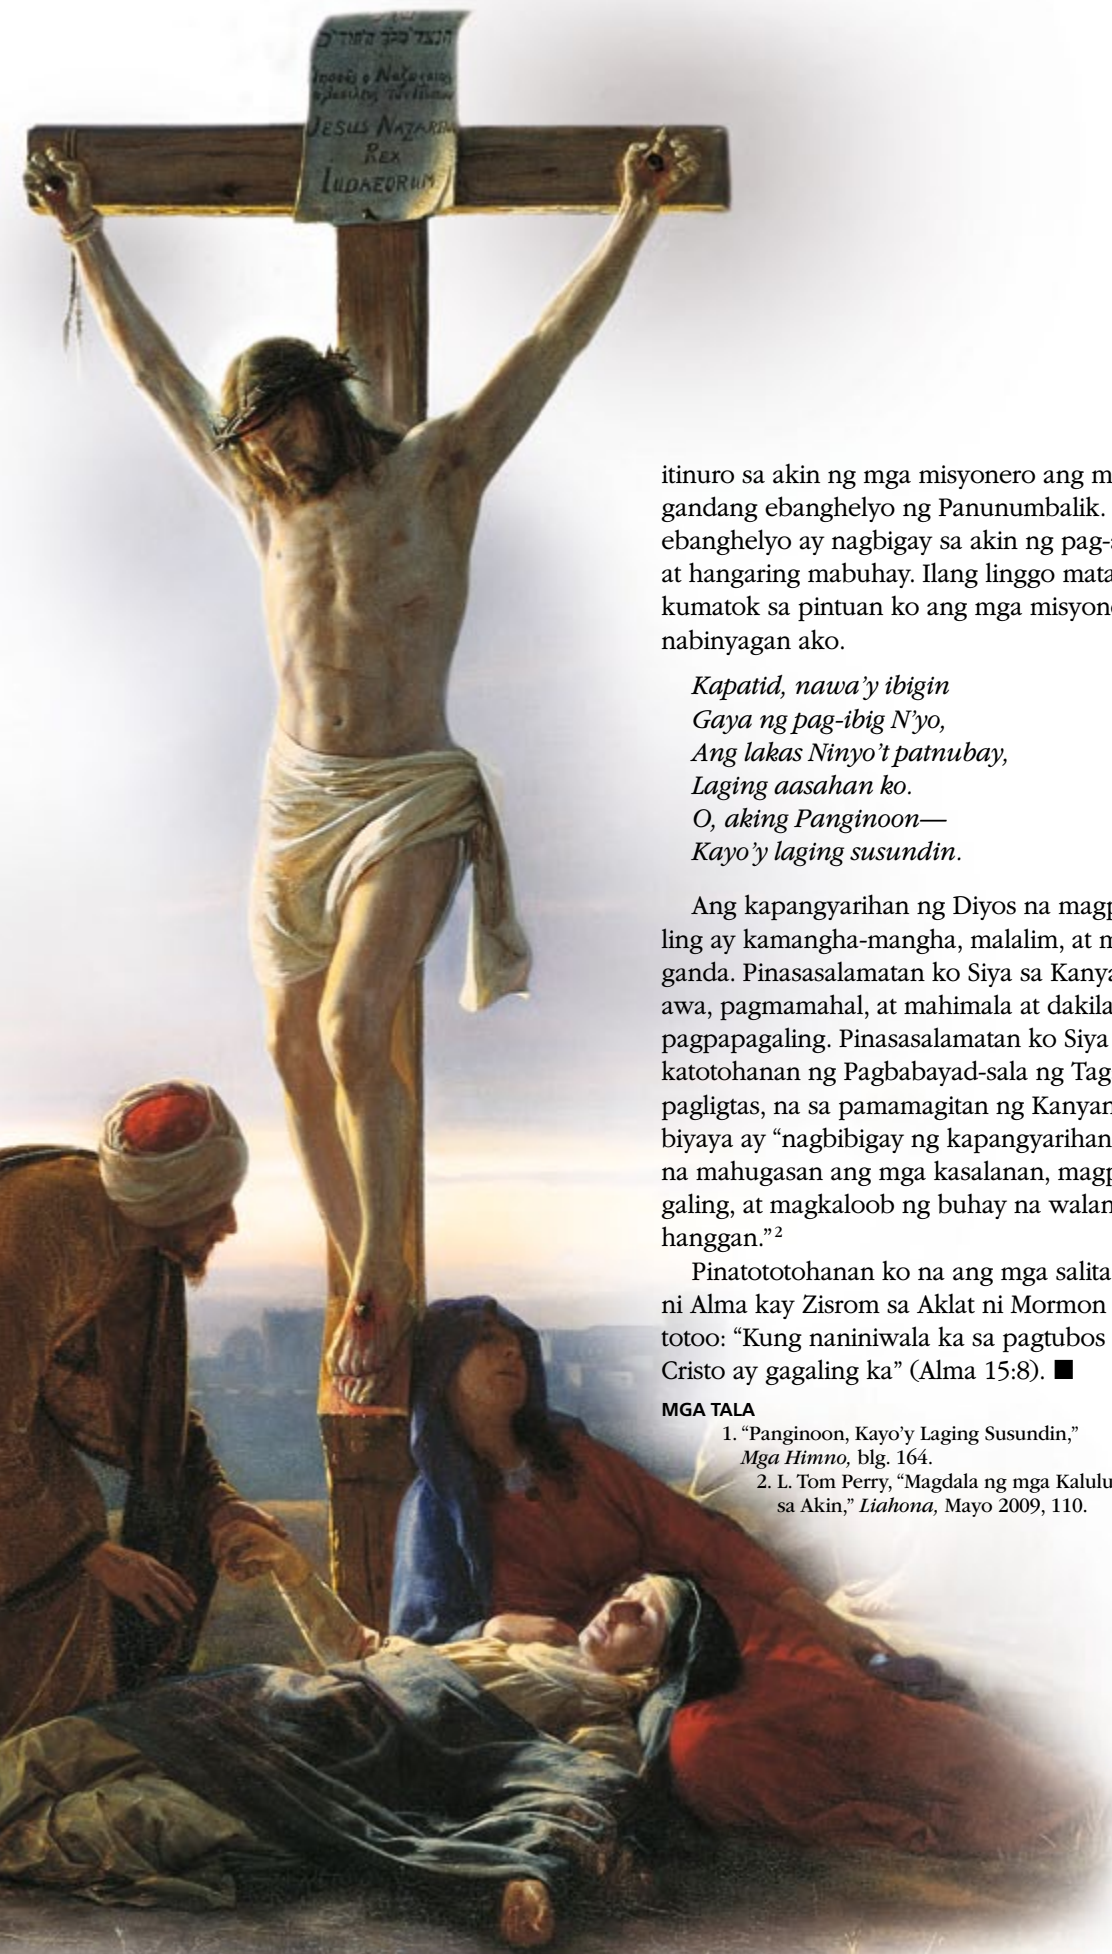 JESUS NAZAREN
REX
IUDAEORUM
itinuro sa akin ng mga misyonero ang m
gandang ebanghelyo ng Panunumbalik.
ebanghelyo ay nagbigay sa akin ng pag-a
at hangaring mabuhay. Ilang linggo mata
kumatok sa pintuan ko ang mga misyone
nabinyagan ako.
Kapatid, nawa’y ibigin
Gaya ng pag-ibig N’yo,
Ang lakas Ninyo’t patnubay,
Laging aasahan ko.
O, aking Panginoon—
Kayo’y laging susundin.
Ang kapangyarihan ng Diyos na magp
ling ay kamangha-mangha, malalim, at m
ganda. Pinasasalamatan ko Siya sa Kanya
awa, pagmamahal, at mahimala at dakila
pagpapagaling. Pinasasalamatan ko Siya
katotohanan ng Pagbabayad-sala ng Tag
pagligtas, na sa pamamagitan ng Kanyan
biyaya ay “nagbibigay ng kapangyarihan
na mahugasan ang mga kasalanan, magp
galing, at magkaloob ng buhay na walan
hanggan.”2
Pinatototohanan ko na ang mga salita
ni Alma kay Zisrom sa Aklat ni Mormon
totoo: “Kung naniniwala ka sa pagtubos
Cristo ay gagaling ka” (Alma 15:8). ■
MGA TALA
1. “Panginoon, Kayo’y Laging Susundin,”
Mga Himno, blg. 164.
2. L. Tom Perry, “Magdala ng mga Kalulu
sa Akin,” Liahona, Mayo 2009, 110.